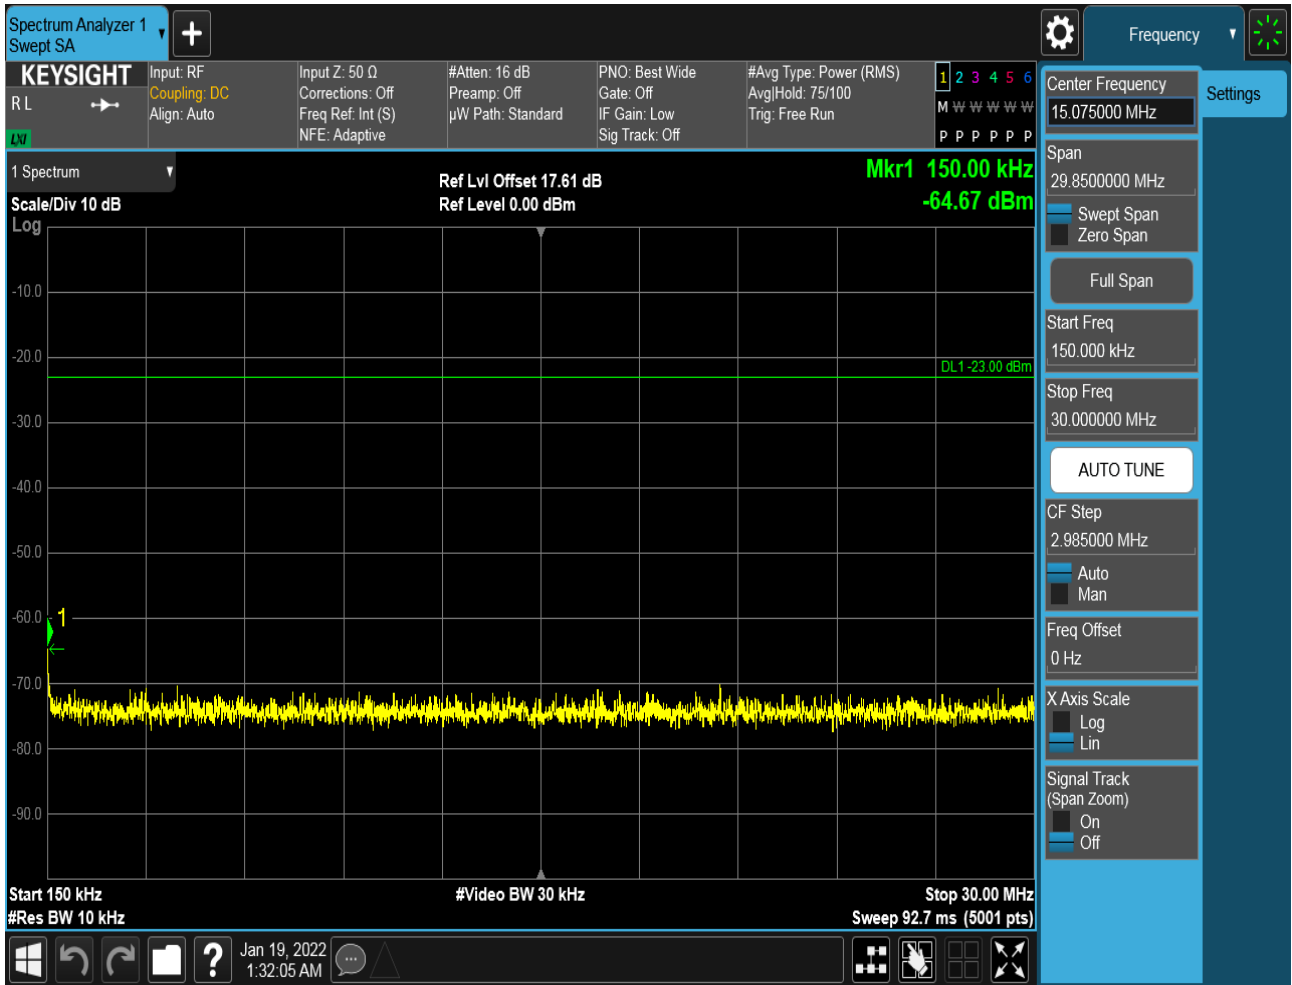 Spectrum Analyzer 1
Swept SA
Frequency
KEYSIGHT
R L
LXI
Input: RF
Coupling: DC
Align: Auto
Input Z: 50 Ω
Corrections: Off
Freq Ref: Int (S)
NFE: Adaptive
#Atten: 16 dB
Preamp: Off
µW Path: Standard
PNO: Best Wide
Gate: Off
IF Gain: Low
Sig Track: Off
#Avg Type: Power (RMS)
Avg|Hold: 75/100
Trig: Free Run
1 2 3 4 5 6
M W W W W W
P P P P P P
Center Frequency
15.075000 MHz
Settings
Span
29.8500000 MHz
Swept Span
Zero Span
Full Span
Start Freq
150.000 kHz
Stop Freq
30.000000 MHz
AUTO TUNE
CF Step
2.985000 MHz
Auto
Man
Freq Offset
0 Hz
X Axis Scale
Log
Lin
Signal Track
(Span Zoom)
On
Off
1 Spectrum
Scale/Div 10 dB
Log
Ref Lvl Offset 17.61 dB
Ref Level 0.00 dBm
Mkr1 150.00 kHz
-64.67 dBm
-10.0
-20.0
DL1 -23.00 dBm
-30.0
-40.0
-50.0
-60.0
1
-70.0
-80.0
-90.0
Start 150 kHz
#Video BW 30 kHz
Stop 30.00 MHz
#Res BW 10 kHz
Sweep 92.7 ms (5001 pts)
?
Jan 19, 2022
1:32:05 AM